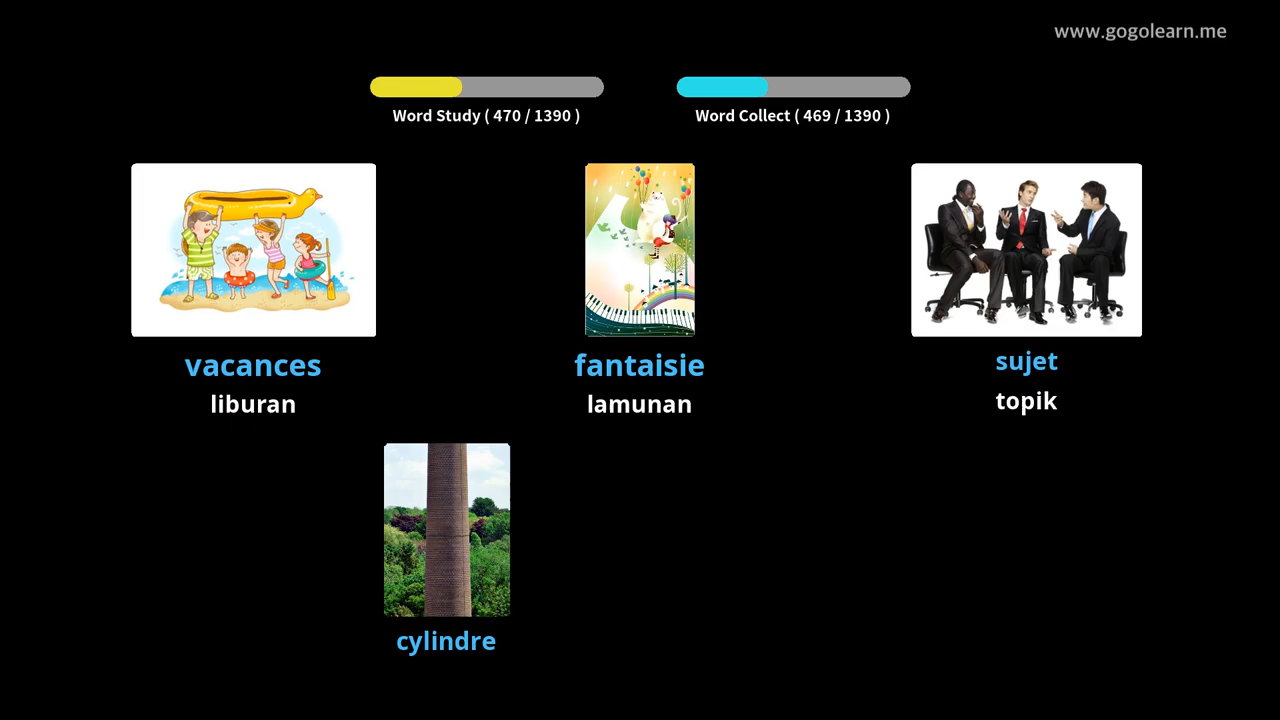 www.gogolearn.me
Word Study ( 470 / 1390 )
Word Collect ( 469 / 1390 )
vacances
liburan
fantaisie
lamunan
sujet
topik
cylindre